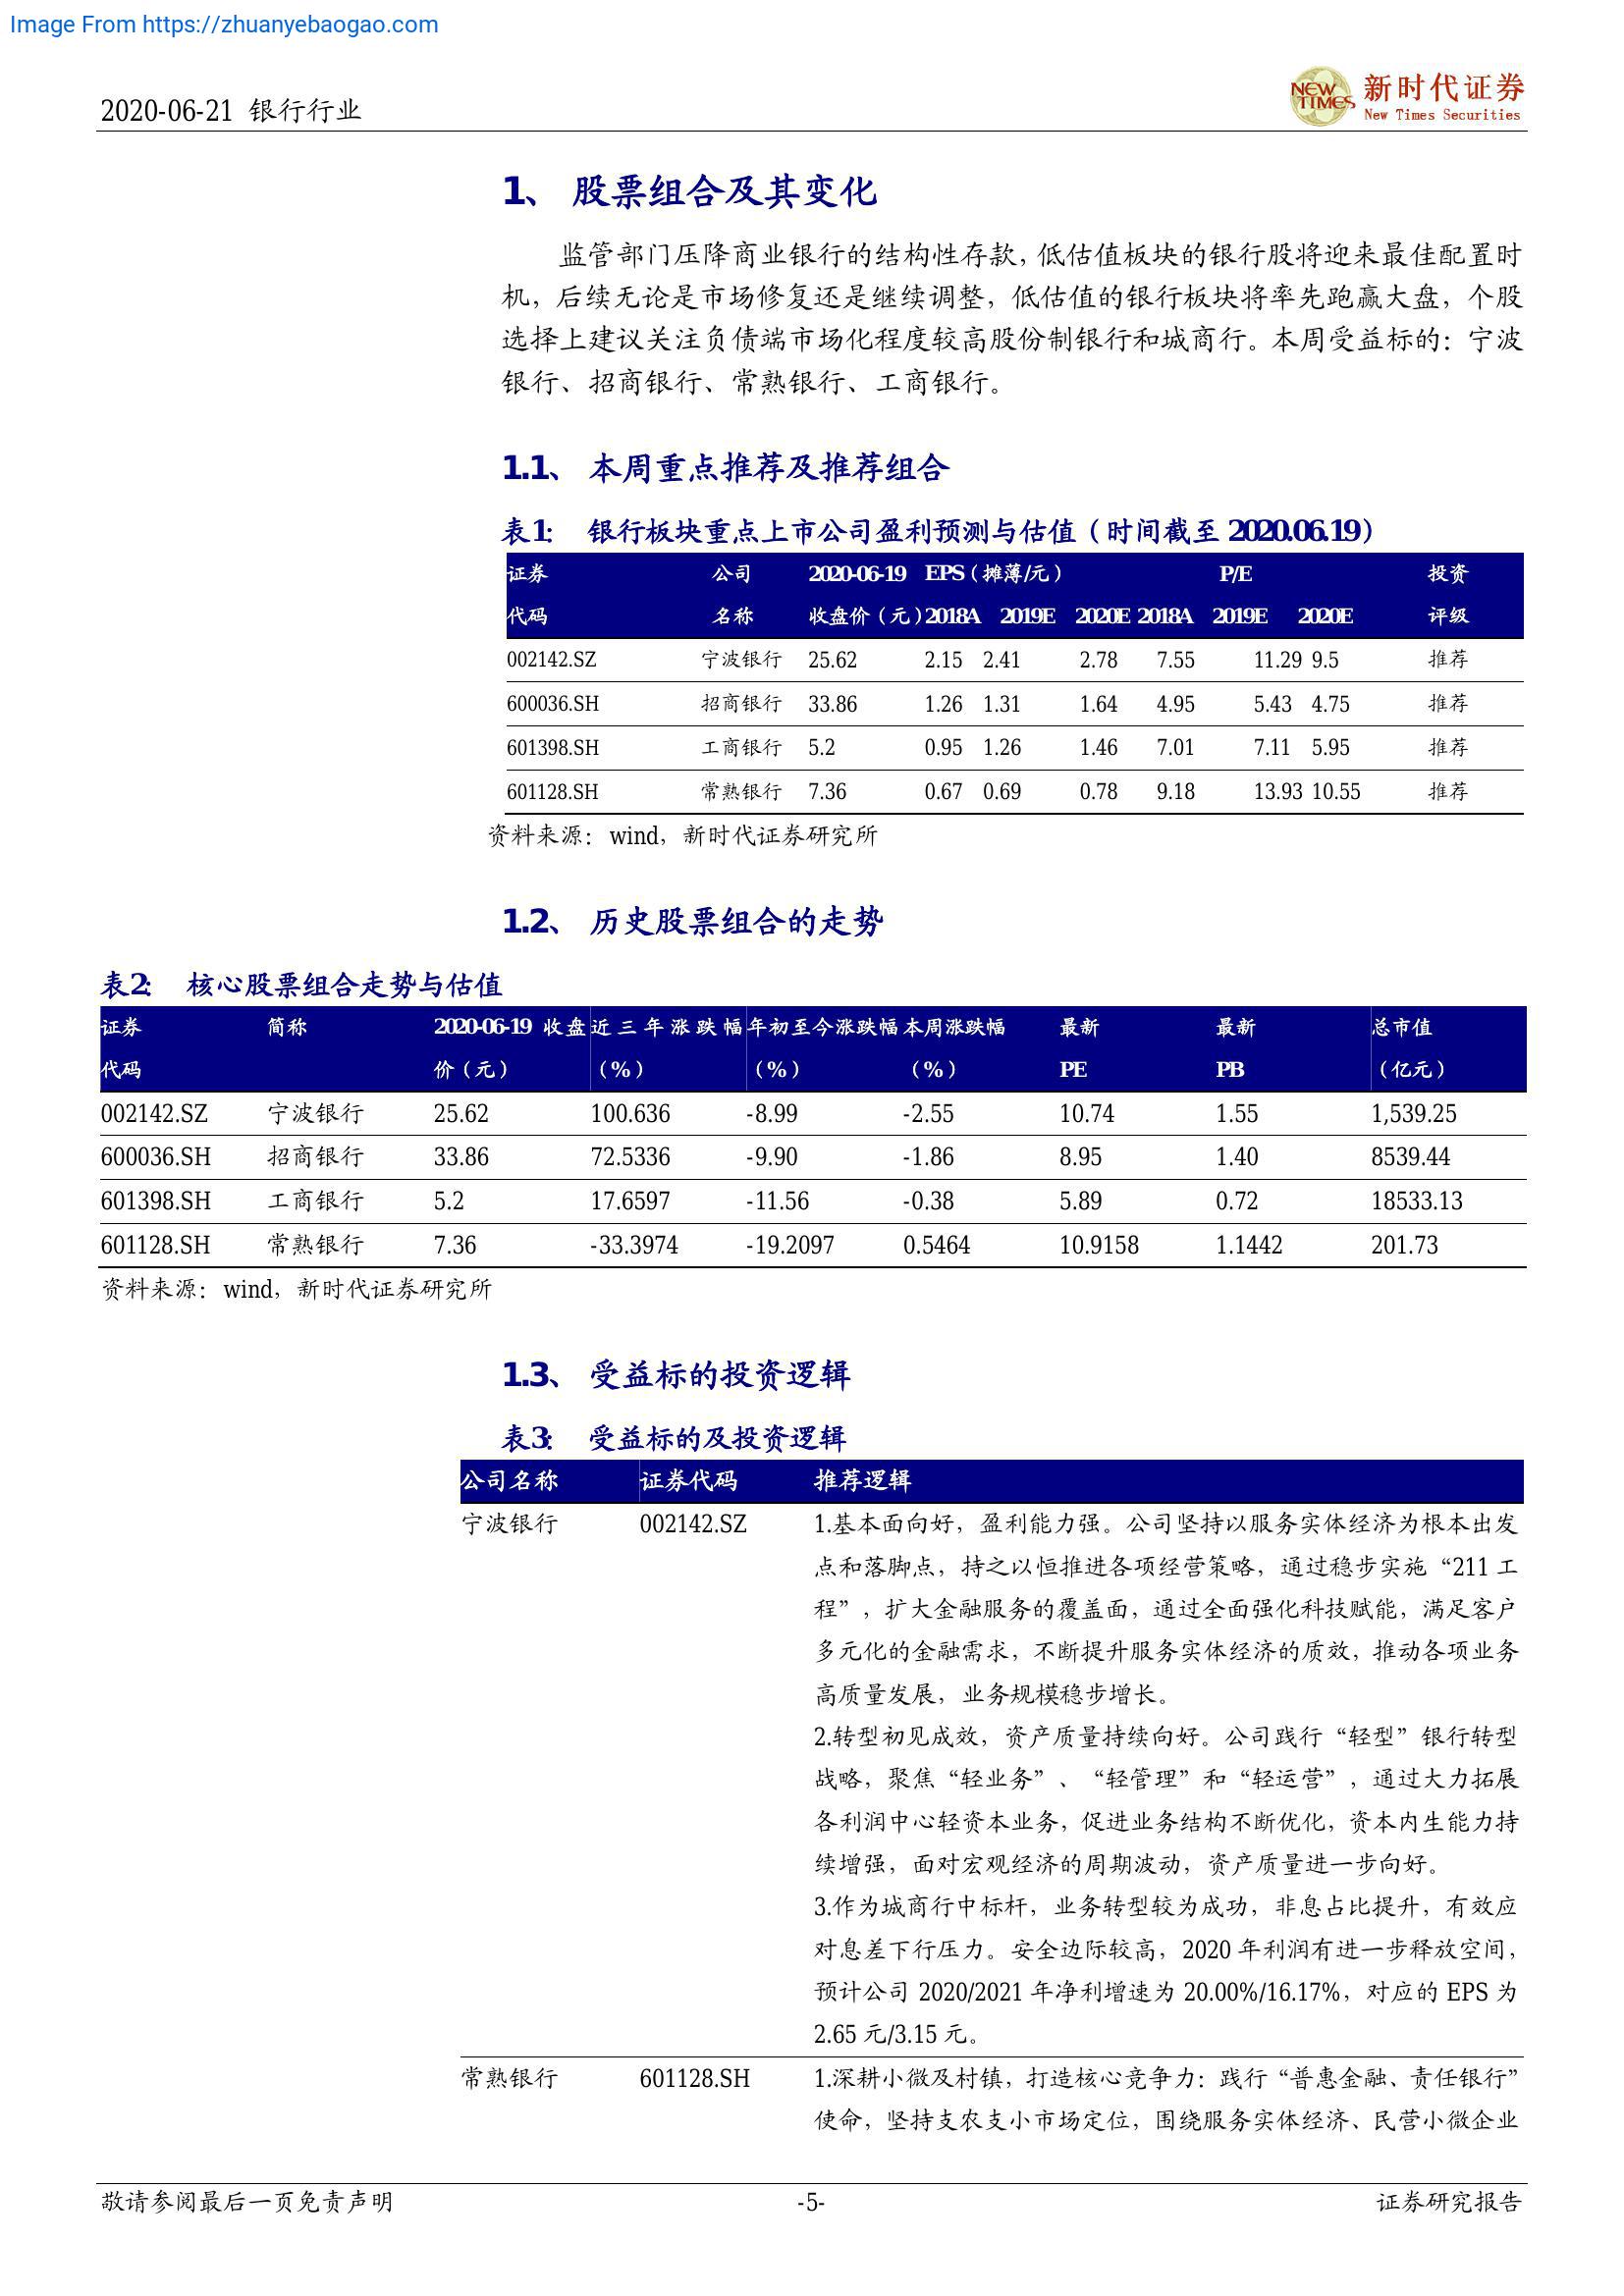 Image From https://zhuanyebaogao.com
2020-06-21 银行行业
NEW TIMES 新时代证券
New Times Securities
1、 股票组合及其变化
监管部门压降商业银行的结构性存款，低估值板块的银行股将迎来最佳配置时
机，后续无论是市场修复还是继续调整，低估值的银行板块将率先跑赢大盘，个股
选择上建议关注负债端市场化程度较高股份制银行和城商行。本周受益标的：宁波
银行、招商银行、常熟银行、工商银行。
1.1、 本周重点推荐及推荐组合
表1： 银行板块重点上市公司盈利预测与估值（时间截至 2020.06.19）
证券 公司 2020-06-19 EPS（摊薄/元） P/E 投资
代码 名称 收盘价（元） 2018A 2019E 2020E 2018A 2019E 2020E 评级
002142.SZ 宁波银行 25.62 2.15 2.41 2.78 7.55 11.29 9.5 推荐
600036.SH 招商银行 33.86 1.26 1.31 1.64 4.95 5.43 4.75 推荐
601398.SH 工商银行 5.2 0.95 1.26 1.46 7.01 7.11 5.95 推荐
601128.SH 常熟银行 7.36 0.67 0.69 0.78 9.18 13.93 10.55 推荐
资料来源：wind，新时代证券研究所
1.2、 历史股票组合的走势
表2： 核心股票组合走势与估值
证券 简称 2020-06-19 收盘 近三年涨跌幅 年初至今涨跌幅 本周涨跌幅 最新 最新 总市值
代码 价（元） （%） （%） （%） PE PB （亿元）
002142.SZ 宁波银行 25.62 100.636 -8.99 -2.55 10.74 1.55 1,539.25
600036.SH 招商银行 33.86 72.5336 -9.90 -1.86 8.95 1.40 8539.44
601398.SH 工商银行 5.2 17.6597 -11.56 -0.38 5.89 0.72 18533.13
601128.SH 常熟银行 7.36 -33.3974 -19.2097 0.5464 10.9158 1.1442 201.73
资料来源：wind，新时代证券研究所
1.3、 受益标的投资逻辑
表3： 受益标的及投资逻辑
公司名称 证券代码 推荐逻辑
宁波银行 002142.SZ 1.基本面向好，盈利能力强。公司坚持以服务实体经济为根本出发
点和落脚点，持之以恒推进各项经营策略，通过稳步实施“211 工
程”，扩大金融服务的覆盖面，通过全面强化科技赋能，满足客户
多元化的金融需求，不断提升服务实体经济的质效，推动各项业务
高质量发展，业务规模稳步增长。
2.转型初见成效，资产质量持续向好。公司践行“轻型”银行转型
战略，聚焦“轻业务”、“轻管理”和“轻运营”，通过大力拓展
各利润中心轻资本业务，促进业务结构不断优化，资本内生能力持
续增强，面对宏观经济的周期波动，资产质量进一步向好。
3.作为城商行中标杆，业务转型较为成功，非息占比提升，有效应
对息差下行压力。安全边际较高，2020 年利润有进一步释放空间，
预计公司 2020/2021 年净利增速为 20.00%/16.17%，对应的 EPS 为
2.65 元/3.15 元。
常熟银行 601128.SH 1.深耕小微及村镇，打造核心竞争力：践行“普惠金融、责任银行”
使命，坚持支农支小市场定位，围绕服务实体经济、民营小微企业
敬请参阅最后一页免责声明 -5- 证券研究报告